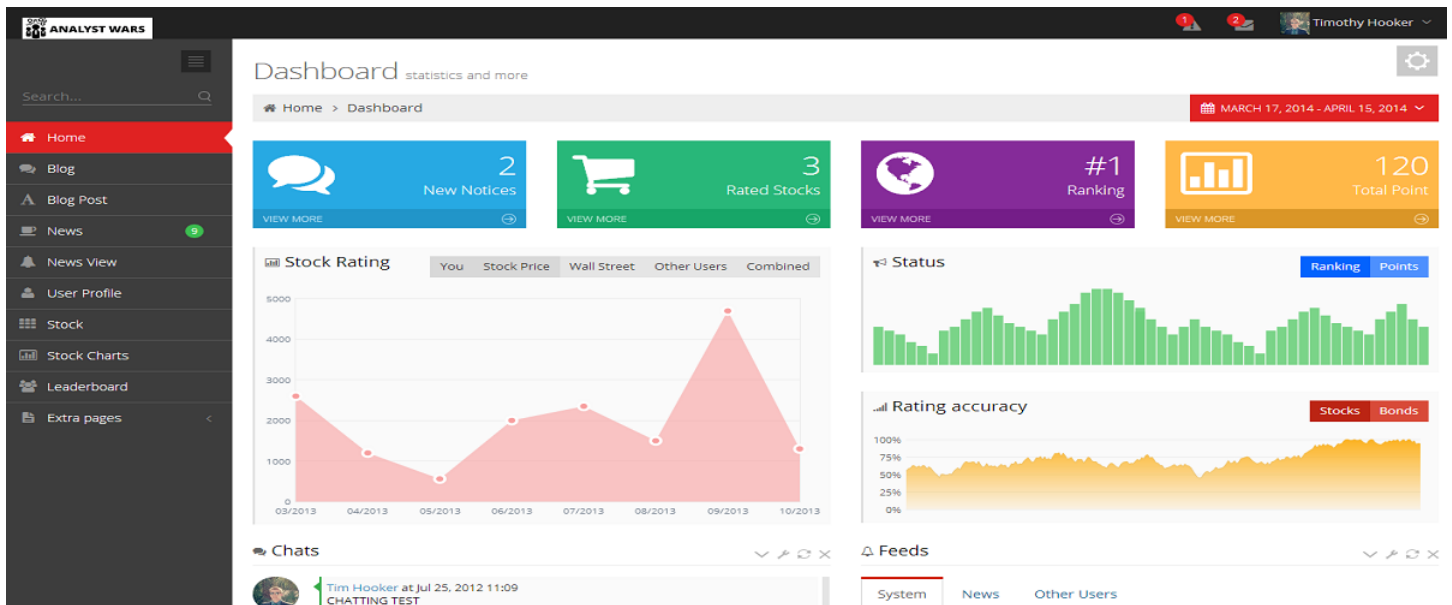 ANALYST WARS
1
2
Timothy Hooker
Search...
Home
Blog
Blog Post
News 9
News View
User Profile
Stock
Stock Charts
Leaderboard
Extra pages
Dashboard statistics and more
Home > Dashboard
MARCH 17, 2014 - APRIL 15, 2014
2
New Notices
VIEW MORE
3
Rated Stocks
VIEW MORE
#1
Ranking
VIEW MORE
120
Total Point
VIEW MORE
Stock Rating
You Stock Price Wall Street Other Users Combined
5000
4000
3000
2000
1000
0
03/2013 04/2013 05/2013 06/2013 07/2013 08/2013 09/2013 10/2013
Status
Ranking Points
Rating accuracy
Stocks Bonds
100%
75%
50%
25%
0%
Chats
Tim Hooker at Jul 25, 2012 11:09
CHATTING TEST
Feeds
System News Other Users